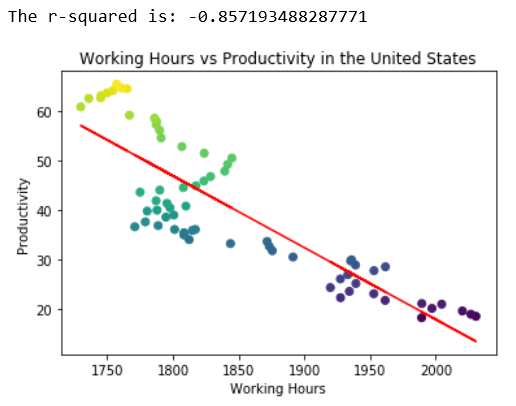 The r-squared is: -0.857193488287771
Working Hours vs Productivity in the United States
60
50
40
30
20
Productivity
1750
1800
1850
1900
1950
2000
Working Hours